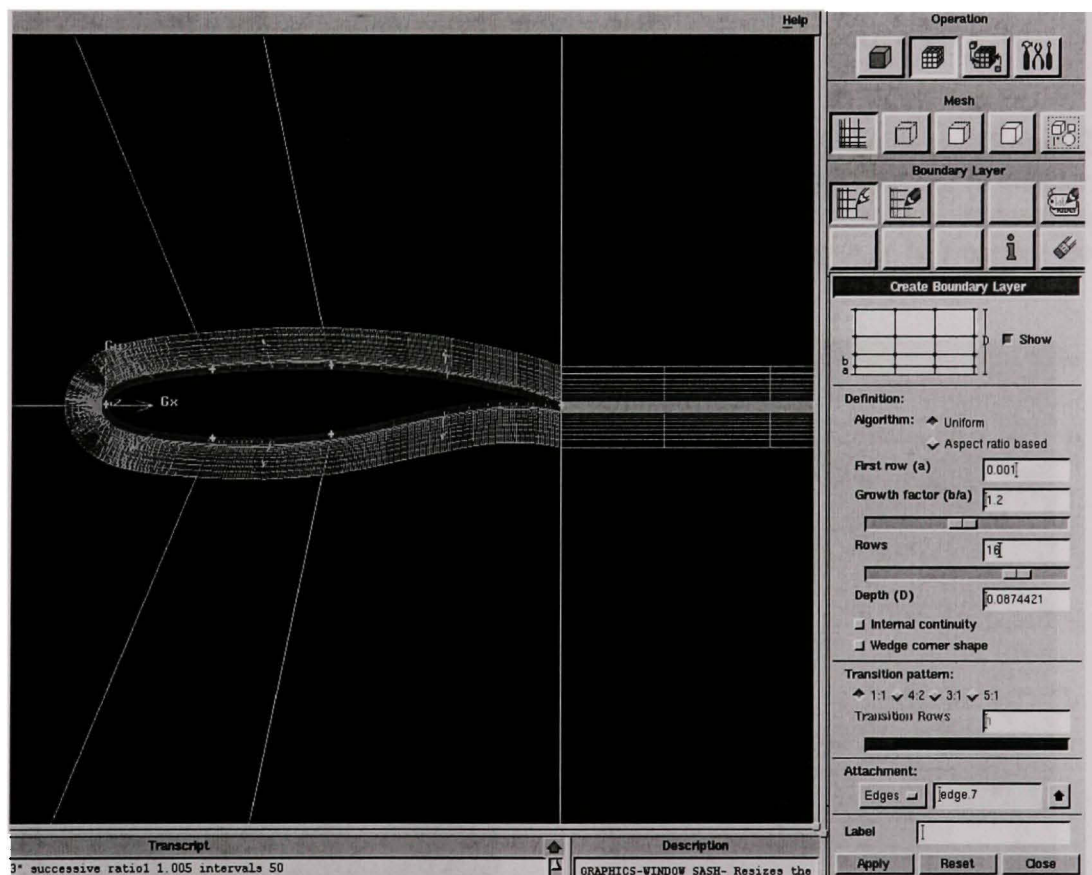 Help
Operation
Mesh
Boundary Layer
Create Boundary Layer
D
Show
b
a
Definition:
Algorithm: Uniform
Aspect ratio based
First row (a) 0.001
Growth factor (b/a) 1.2
Rows 16
Depth (D) 0.0874421
Internal continuity
Wedge corner shape
Transition pattern:
1:1 4:2 3:1 5:1
Transition Rows 1
Attachment:
Edges edge.7
Label
Apply Reset Close
Gx
Transcript
3" successive ratio1 1.005 intervals 50
Description
GRAPHICS-WINDOW SASH- Resizes the